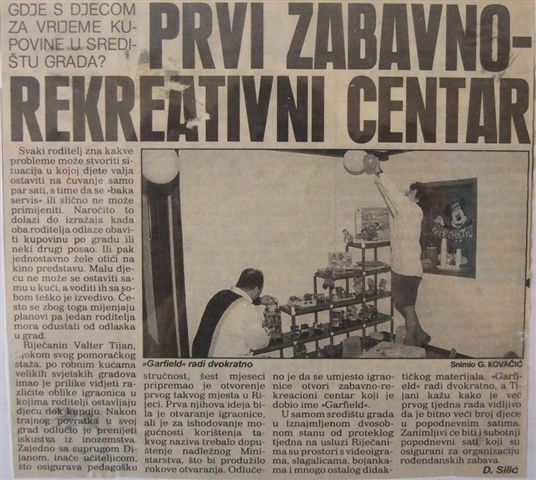 GDJE S DJECOM
ZA VRIJEME KU-
POVINE U SREDI-
ŠTU GRADA?
PRVI ZABAVNO-
REKREATIVNI CENTAR
Svaki roditelj zna kakve
probleme može stvoriti si-
tuacija u kojoj djete valja
ostaviti na čuvanje samo
par sati, s time da se »baka
servis« ili slično ne može
primijeniti. Naročito to
dolazi do izražaja kada
oba roditelja odlaze obavi-
ti kupovinu po gradu ili
neki drugi posao. Ili pak
jednostavno žele otići na
kino predstavu. Malu dje-
cu ne može se ostaviti sa-
mu u kući, a voditi ih sa so-
bom teško je izvedivo. Če-
sto se zbog toga mijenjaju
planovi pa jedan roditelj
mora odustati od odlaska
u grad.
Riječanin Valter Tijan,
tijekom svog pomoračkog
staža, po robnim kućama
velikih svjetskih gradova
imao je prilike vidjeti raz-
ličite oblike igraonica u
kojima roditelji ostavljaju
djecu dok kupuju. Nakon
trajnog povratka u svoj
grad odlučio je prenijeti
iskustva iz inozemstva.
Zajedno sa suprugom Di-
janom, inače učiteljicom,
što osigurava pedagošku
»Garfield« radi dvokratno
Snimio G. KOVAČIĆ
stručnost, šest mjeseci
pripremao je otvorenje
prvog takvog mjesta u Ri-
jeci. Prva njihova ideja bi-
la je otvaranje igraonice,
ali je za ishodovanje mo-
gućnosti korištenja ta-
kvog naziva trebalo dopu-
štenje nadležnog Mini-
starstva, što bi produžilo
rokove otvaranja. Odluče-
no je da se umjesto igrao-
nice otvori zabavno-re-
kreacioni centar koji je
dobio ime »Garfield«.
U samom središtu grada
u iznajmljenom dvosob-
nom stanu od proteklog
tjedna na usluzi Riječani-
ma su prostori s videoigra-
ma, slagalicama, bojanka-
ma i mnogo ostalog didak-
tičkog materijala. »Garfi-
eld« radi dvokratno, a Ti-
jani kažu kako je već
prvog tjedna rada vidljivo
da je bitno veći broj djece
u popodnevnim satima.
Zanimljivi će biti i subotnji
popodnevni sati koji su
osigurani za organizaciju
rođendanskih zabava.
D. Silić